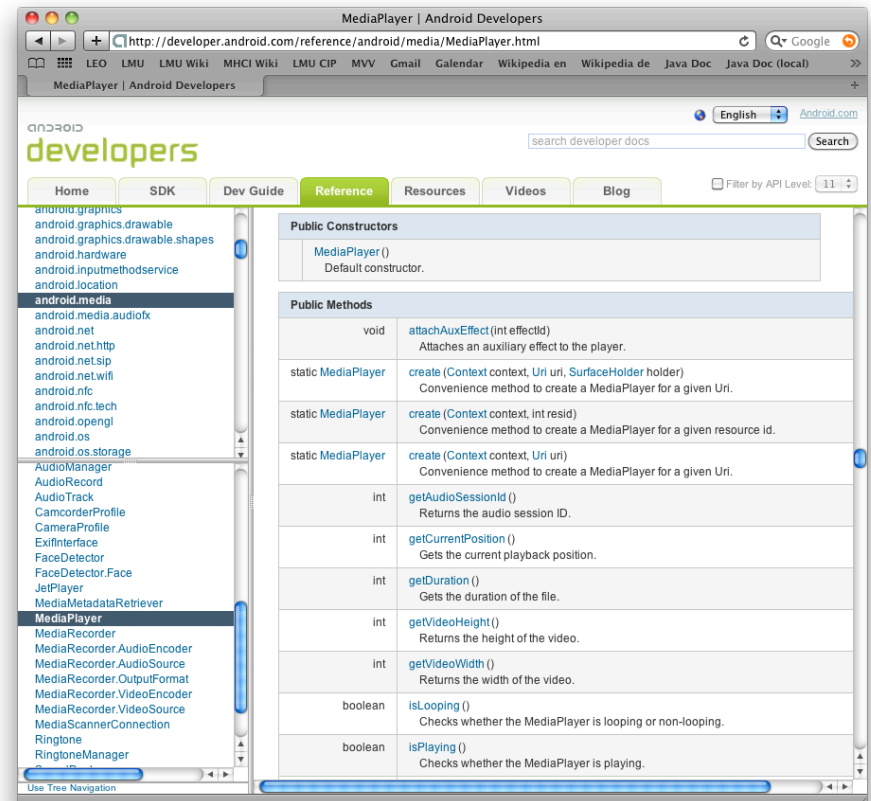 MediaPlayer | Android Developers
http://developer.android.com/reference/android/media/MediaPlayer.html
Google
LEO LMU LMU Wiki MHCI Wiki LMU CIP MVV Gmail Galendar Wikipedia en Wikipedia de Java Doc Java Doc (local) >>
MediaPlayer | Android Developers +
English Android.com
android
developers
search developer docs Search
Home SDK Dev Guide Reference Resources Videos Blog Filter by API Level: 11
android.graphics
android.graphics.drawable
android.graphics.drawable.shapes
android.hardware
android.inputmethodservice
android.location
android.media
android.media.audiofx
android.net
android.net.http
android.net.sip
android.net.wifi
android.nfc
android.nfc.tech
android.opengl
android.os
android.os.storage
AudioManager
AudioRecord
AudioTrack
CamcorderProfile
CameraProfile
ExifInterface
FaceDetector
FaceDetector.Face
JetPlayer
MediaMetadataRetriever
MediaPlayer
MediaRecorder
MediaRecorder.AudioEncoder
MediaRecorder.AudioSource
MediaRecorder.OutputFormat
MediaRecorder.VideoEncoder
MediaRecorder.VideoSource
MediaScannerConnection
Ringtone
RingtoneManager
Use Tree Navigation
Public Constructors
MediaPlayer()
Default constructor.
Public Methods
void attachAuxEffect(int effectId)
Attaches an auxiliary effect to the player.
static MediaPlayer create (Context context, Uri uri, SurfaceHolder holder)
Convenience method to create a MediaPlayer for a given Uri.
static MediaPlayer create (Context context, int resid)
Convenience method to create a MediaPlayer for a given resource id.
static MediaPlayer create (Context context, Uri uri)
Convenience method to create a MediaPlayer for a given Uri.
int getAudioSessionId()
Returns the audio session ID.
int getCurrentPosition()
Gets the current playback position.
int getDuration()
Gets the duration of the file.
int getVideoHeight()
Returns the height of the video.
int getVideoWidth()
Returns the width of the video.
boolean isLooping()
Checks whether the MediaPlayer is looping or non-looping.
boolean isPlaying()
Checks whether the MediaPlayer is playing.